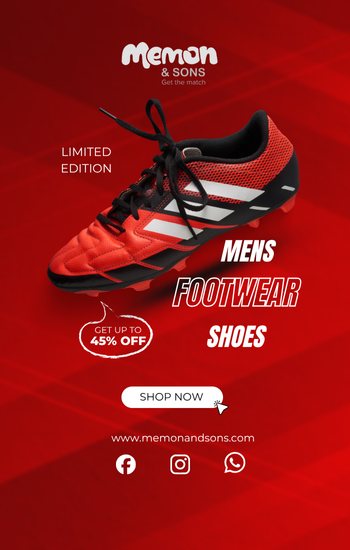 Memon
& SONS
Get the match
LIMITED
EDITION
MENS
FOOTWEAR
SHOES
GET UP TO
45% OFF
SHOP NOW
www.memonandsons.com